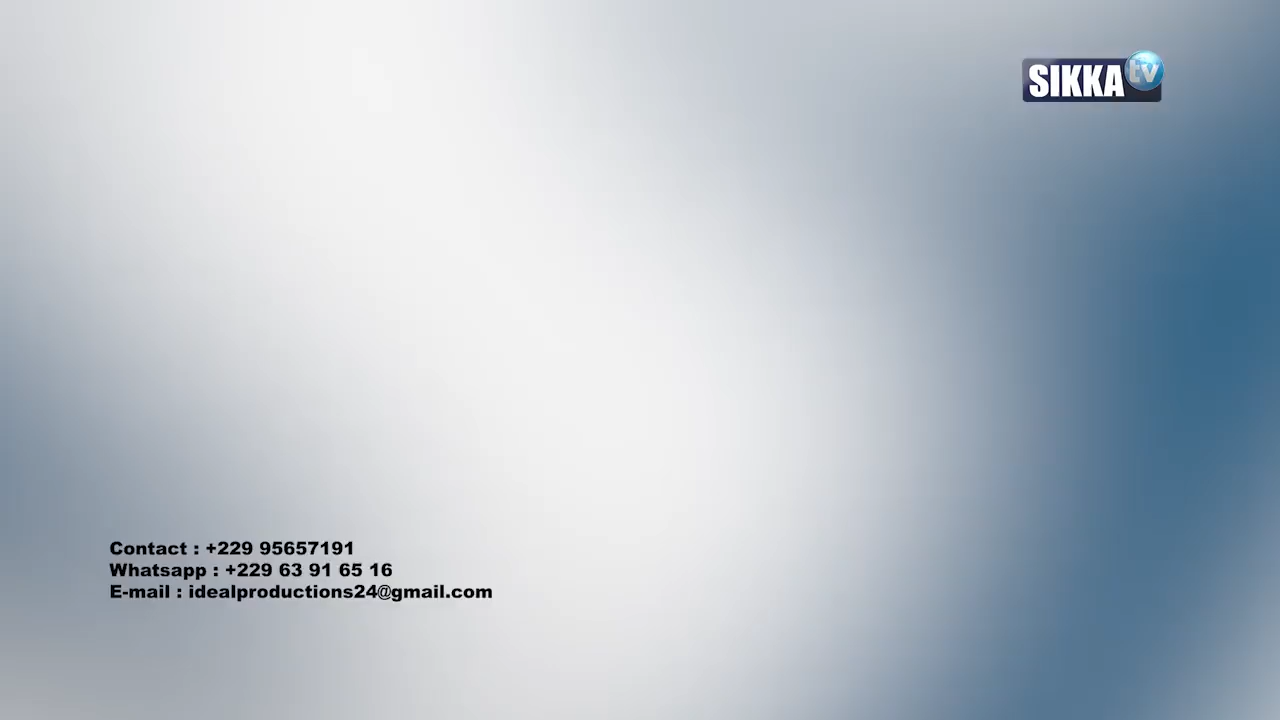 SIKKA tv
Contact : +229 95657191
Whatsapp : +229 63 91 65 16
E-mail : idealproductions24@gmail.com